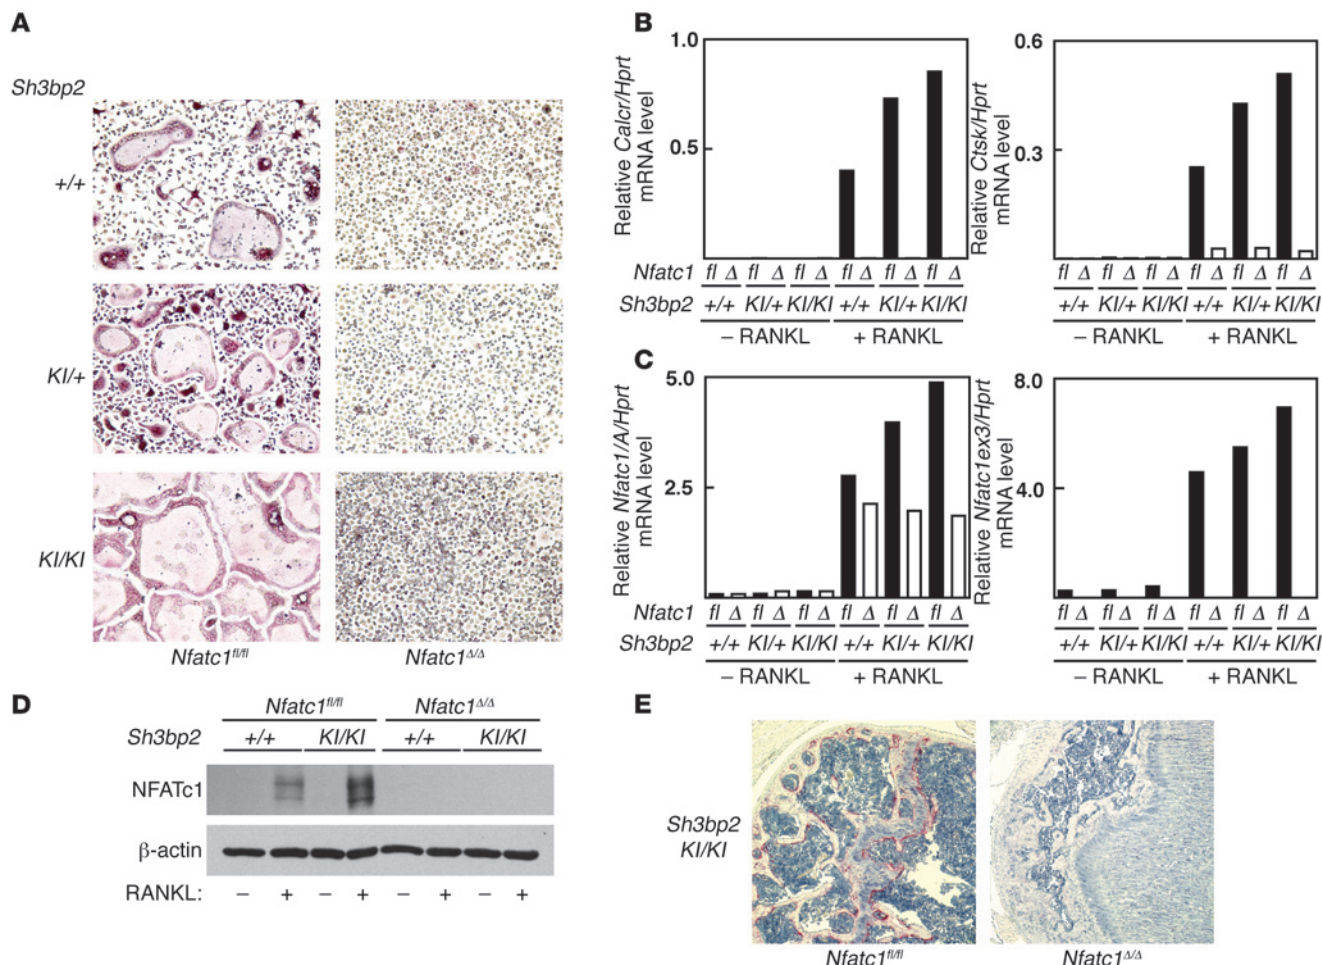 A
Sh3bp2
+/+
KI/+
KI/KI
Nfatc1fl/fl Nfatc1Δ/Δ
B
Relative Calcr/Hprt
mRNA level
1.0
0.5
Nfatc1 fl Δ fl Δ fl Δ fl Δ fl Δ fl Δ
Sh3bp2 +/+ KI/+ KI/KI +/+ KI/+ KI/KI
– RANKL + RANKL
Relative Ctsk/Hprt
mRNA level
0.6
0.3
fl Δ fl Δ fl Δ fl Δ fl Δ fl Δ
+/+ KI/+ KI/KI +/+ KI/+ KI/KI
– RANKL + RANKL
C
Relative Nfatc1/A/Hprt
mRNA level
5.0
2.5
Nfatc1 fl Δ fl Δ fl Δ fl Δ fl Δ fl Δ
Sh3bp2 +/+ KI/+ KI/KI +/+ KI/+ KI/KI
– RANKL + RANKL
Relative Nfatc1ex3/Hprt
mRNA level
8.0
4.0
fl Δ fl Δ fl Δ fl Δ fl Δ fl Δ
+/+ KI/+ KI/KI +/+ KI/+ KI/KI
– RANKL + RANKL
D
Nfatc1fl/fl Nfatc1Δ/Δ
Sh3bp2 +/+ KI/KI +/+ KI/KI
NFATc1
β-actin
RANKL: – + – + – + – +
E
Sh3bp2
KI/KI
Nfatc1fl/fl Nfatc1Δ/Δ